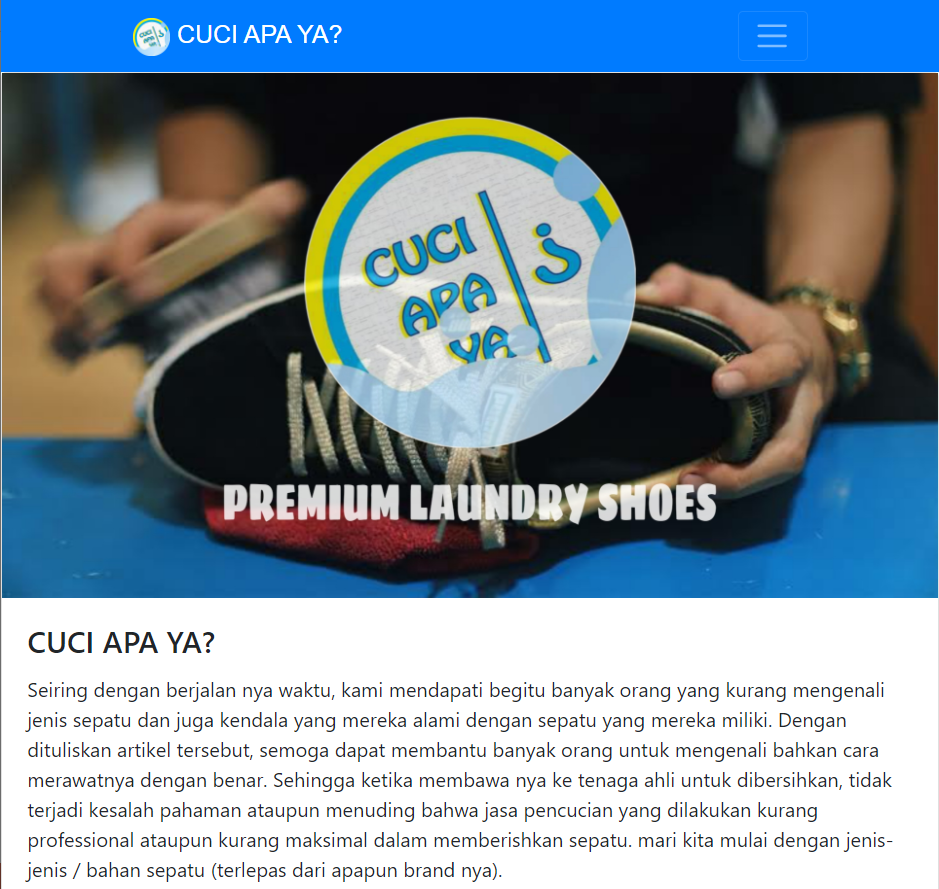 CUCI APA YA?
CUCI
APA
YA
PREMIUM LAUNDRY SHOES
CUCI APA YA?
Seiring dengan berjalan nya waktu, kami mendapati begitu banyak orang yang kurang mengenali
jenis sepatu dan juga kendala yang mereka alami dengan sepatu yang mereka miliki. Dengan
dituliskan artikel tersebut, semoga dapat membantu banyak orang untuk mengenali bahkan cara
merawatnya dengan benar. Sehingga ketika membawa nya ke tenaga ahli untuk dibersihkan, tidak
terjadi kesalah pahaman ataupun menuding bahwa jasa pencucian yang dilakukan kurang
professional ataupun kurang maksimal dalam memberishkan sepatu. mari kita mulai dengan jenis-
jenis / bahan sepatu (terlepas dari apapun brand nya).